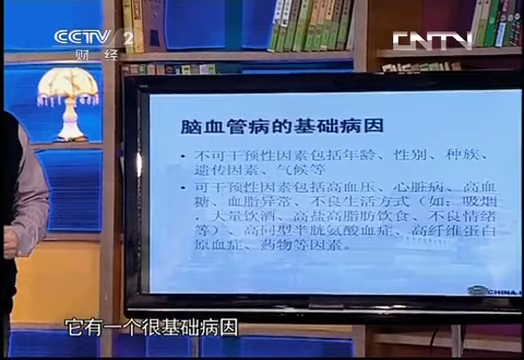 CCTV 2
财经
CNTV
脑血管病的基础病因
• 不可干预性因素包括年龄、性别、种族、
遗传因素、气候等
• 可干预性因素包括高血压、心脏病、高血
糖、血脂异常、不良生活方式（如：吸烟
、大量饮酒、高盐高脂肪饮食、不良情绪
等）、高同型半胱氨酸血症、高纤维蛋白
原血症、药物等因素。
它有一个很基础病因